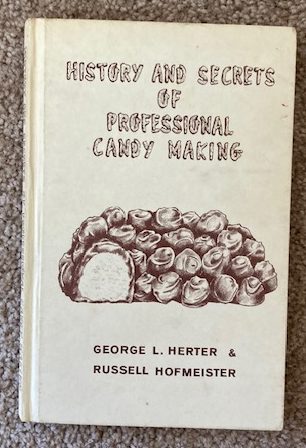 HISTORY AND SECRETS
OF
PROFESSIONAL
CANDY MAKING
GEORGE L. HERTER &
RUSSELL HOFMEISTER